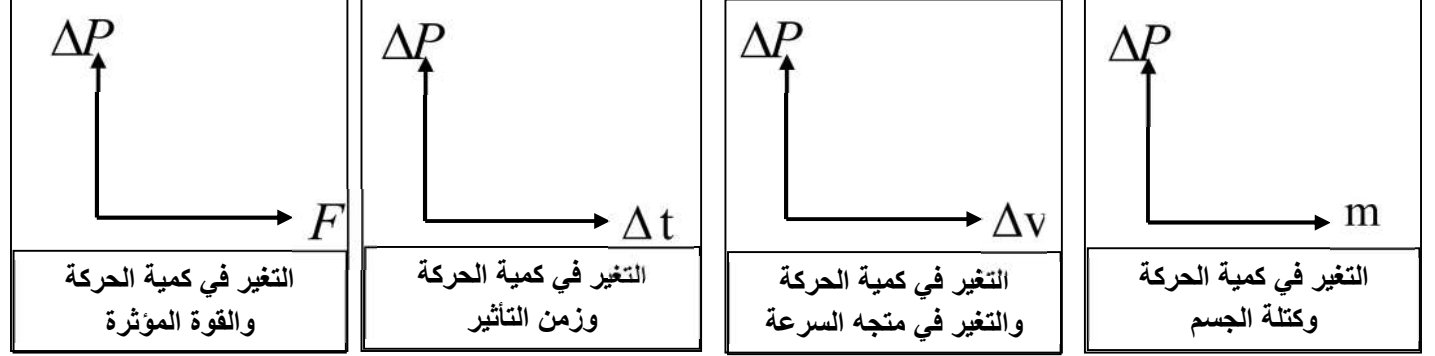 ΔP
m
التغير في كمية الحركة
وكتلة الجسم
ΔP
Δv
التغير في كمية الحركة
والتغير في متجه السرعة
ΔP
Δt
التغير في كمية الحركة
وزمن التأثير
ΔP
F
التغير في كمية الحركة
والقوة المؤثرة